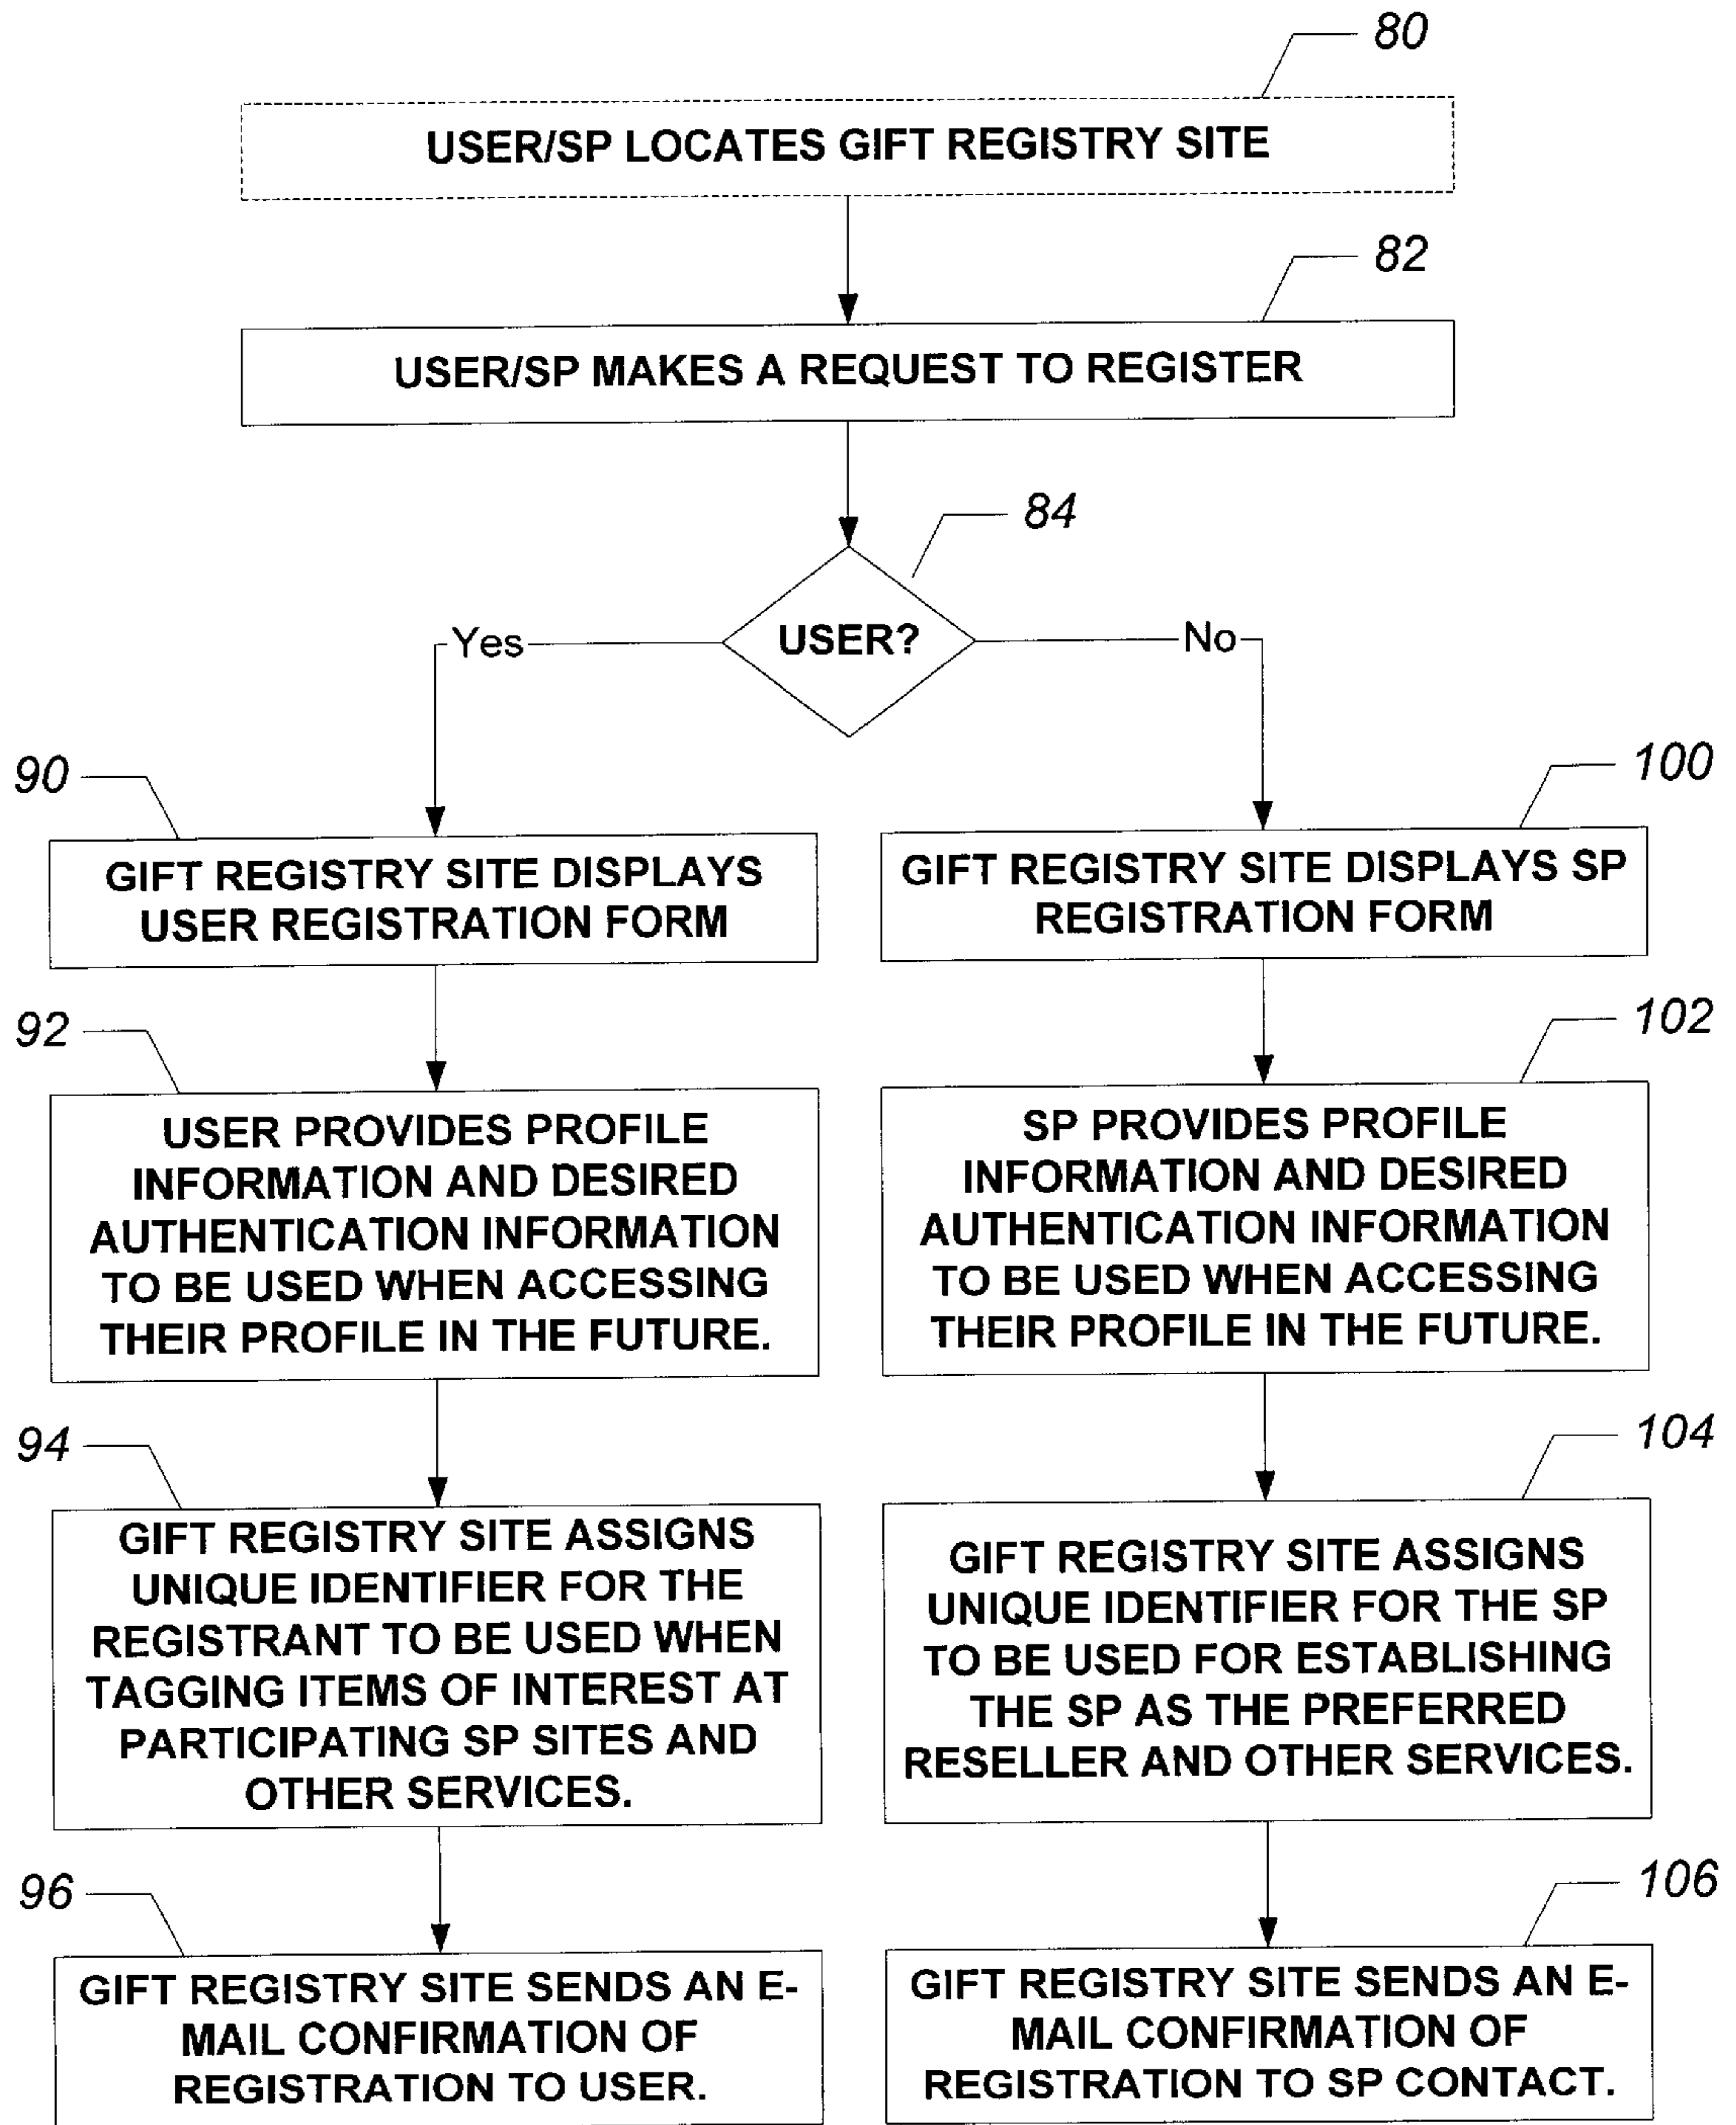 80
USER/SP LOCATES GIFT REGISTRY SITE
82
USER/SP MAKES A REQUEST TO REGISTER
84
USER?
Yes
No
90
GIFT REGISTRY SITE DISPLAYS
USER REGISTRATION FORM
92
USER PROVIDES PROFILE
INFORMATION AND DESIRED
AUTHENTICATION INFORMATION
TO BE USED WHEN ACCESSING
THEIR PROFILE IN THE FUTURE.
94
GIFT REGISTRY SITE ASSIGNS
UNIQUE IDENTIFIER FOR THE
REGISTRANT TO BE USED WHEN
TAGGING ITEMS OF INTEREST AT
PARTICIPATING SP SITES AND
OTHER SERVICES.
96
GIFT REGISTRY SITE SENDS AN E-
MAIL CONFIRMATION OF
REGISTRATION TO USER.
100
GIFT REGISTRY SITE DISPLAYS SP
REGISTRATION FORM
102
SP PROVIDES PROFILE
INFORMATION AND DESIRED
AUTHENTICATION INFORMATION
TO BE USED WHEN ACCESSING
THEIR PROFILE IN THE FUTURE.
104
GIFT REGISTRY SITE ASSIGNS
UNIQUE IDENTIFIER FOR THE SP
TO BE USED FOR ESTABLISHING
THE SP AS THE PREFERRED
RESELLER AND OTHER SERVICES.
106
GIFT REGISTRY SITE SENDS AN E-
MAIL CONFIRMATION OF
REGISTRATION TO SP CONTACT.